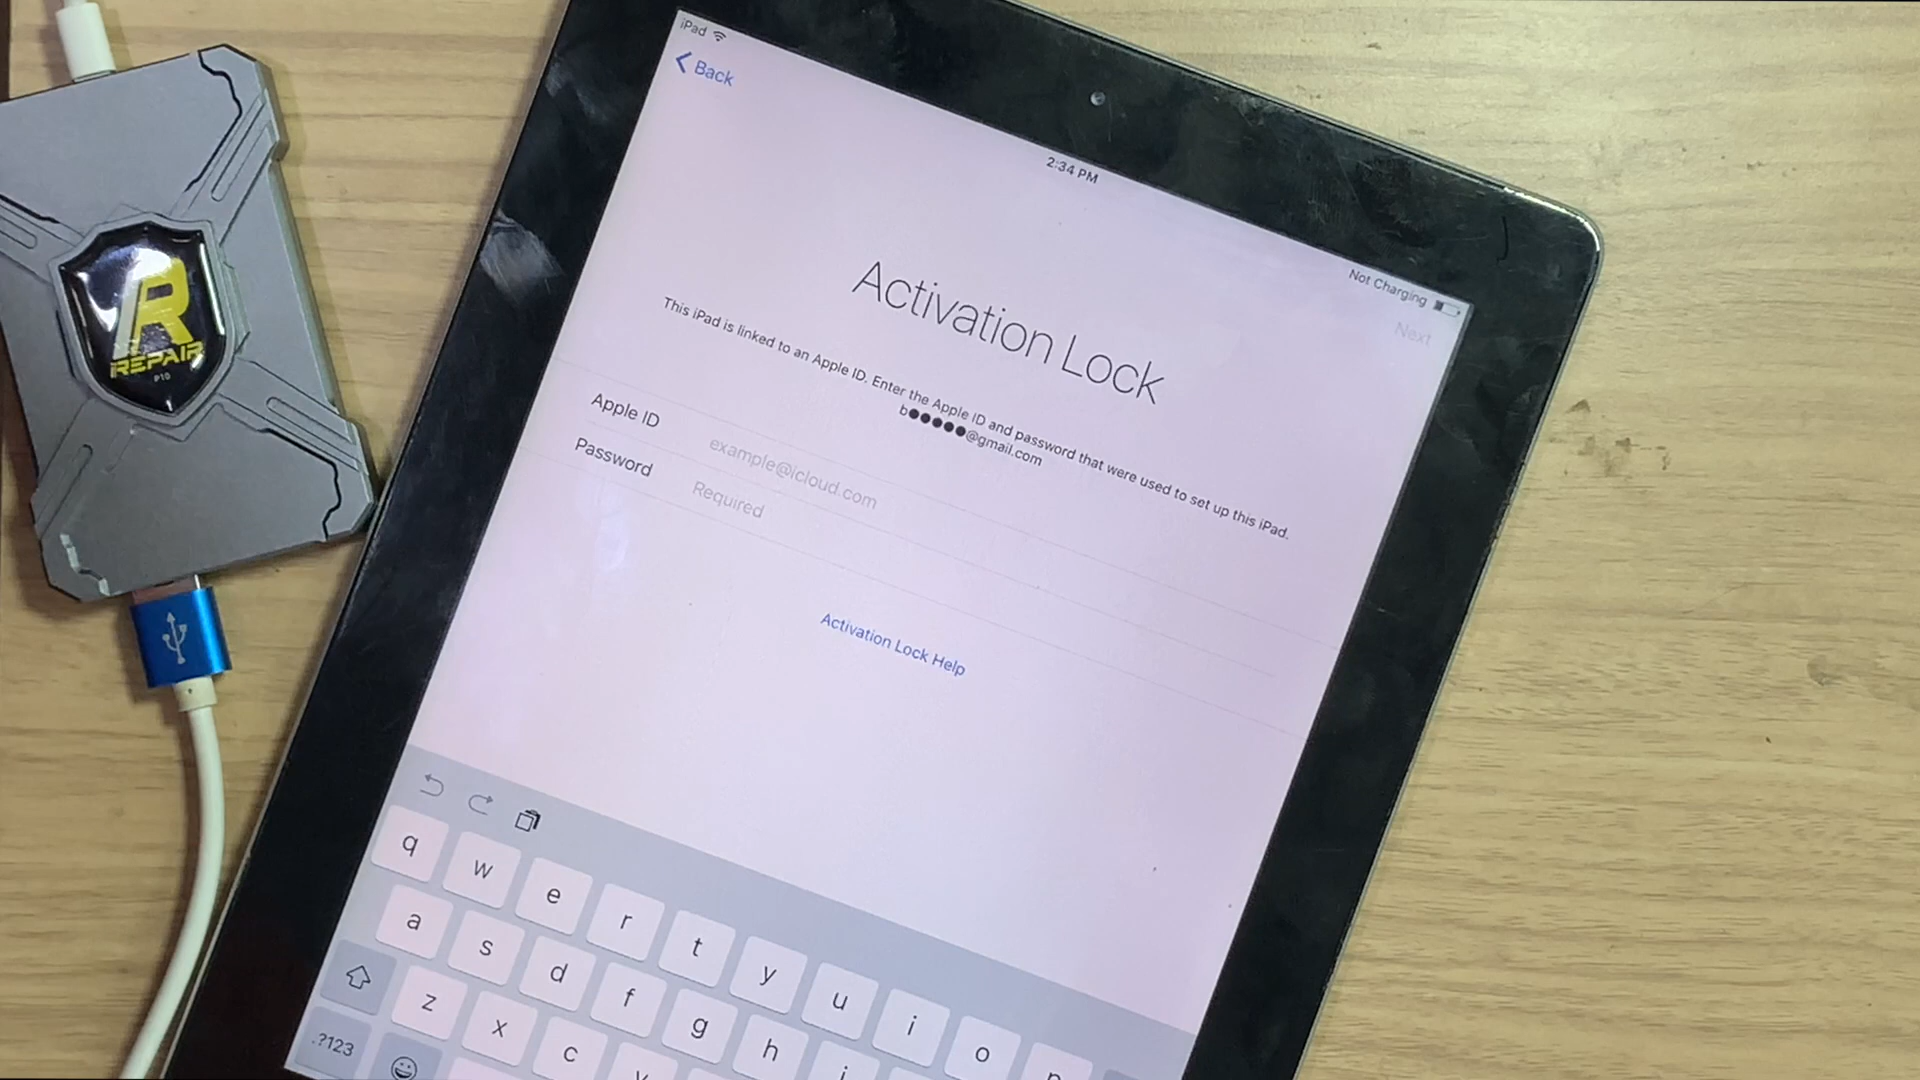 iPad
Back
2:34 PM
Not Charging
Next
Activation Lock
This iPad is linked to an Apple ID. Enter the Apple ID and password that were used to set up this iPad.
b●●●●●@gmail.com
Apple ID example@icloud.com
Password Required
Activation Lock Help
q w e r t y u i o p
a s d f g h j
z x c v
.?123
R
iREPAIR
P10